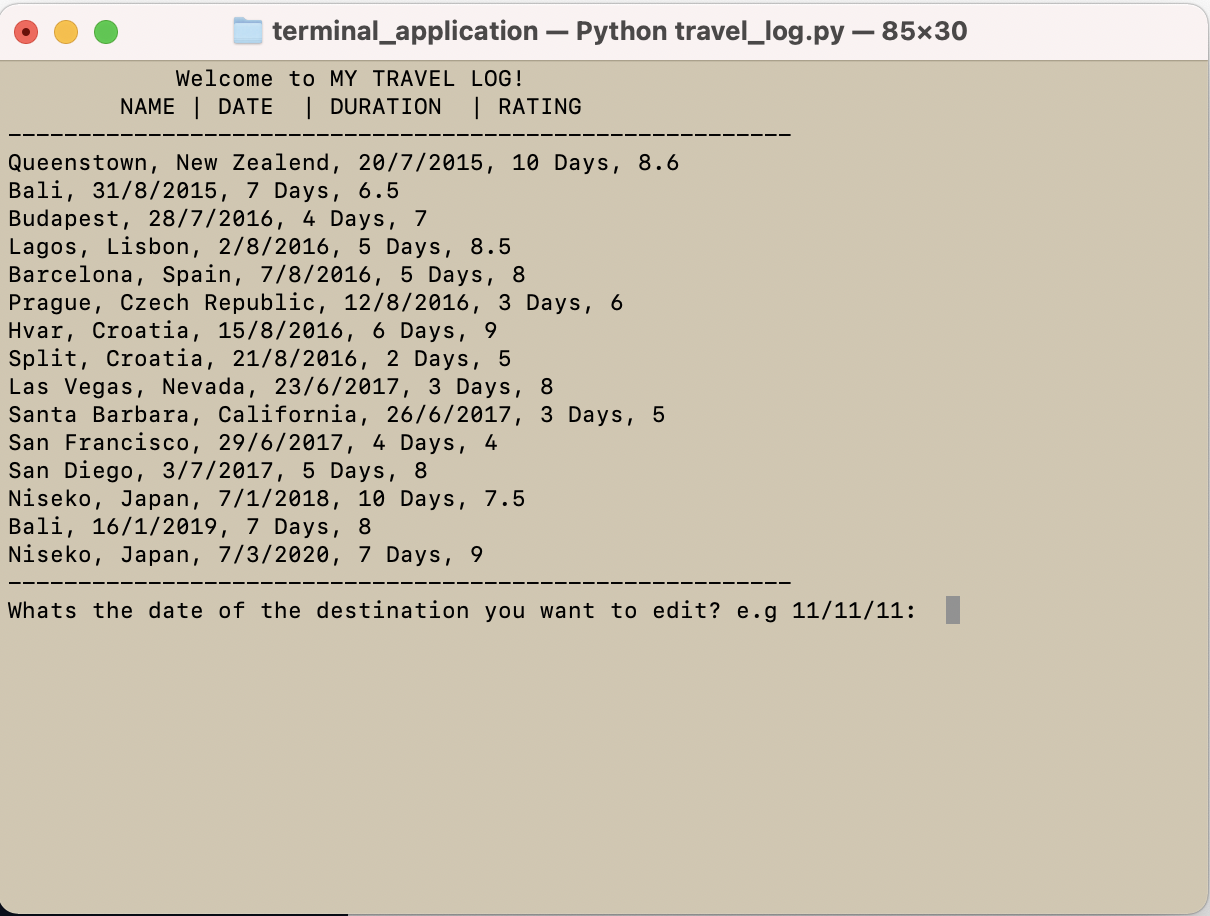 terminal_application — Python travel_log.py — 85×30
Welcome to MY TRAVEL LOG!
NAME | DATE  | DURATION  | RATING
--------------------------------------------------------
Queenstown, New Zealend, 20/7/2015, 10 Days, 8.6
Bali, 31/8/2015, 7 Days, 6.5
Budapest, 28/7/2016, 4 Days, 7
Lagos, Lisbon, 2/8/2016, 5 Days, 8.5
Barcelona, Spain, 7/8/2016, 5 Days, 8
Prague, Czech Republic, 12/8/2016, 3 Days, 6
Hvar, Croatia, 15/8/2016, 6 Days, 9
Split, Croatia, 21/8/2016, 2 Days, 5
Las Vegas, Nevada, 23/6/2017, 3 Days, 8
Santa Barbara, California, 26/6/2017, 3 Days, 5
San Francisco, 29/6/2017, 4 Days, 4
San Diego, 3/7/2017, 5 Days, 8
Niseko, Japan, 7/1/2018, 10 Days, 7.5
Bali, 16/1/2019, 7 Days, 8
Niseko, Japan, 7/3/2020, 7 Days, 9
--------------------------------------------------------
Whats the date of the destination you want to edit? e.g 11/11/11: